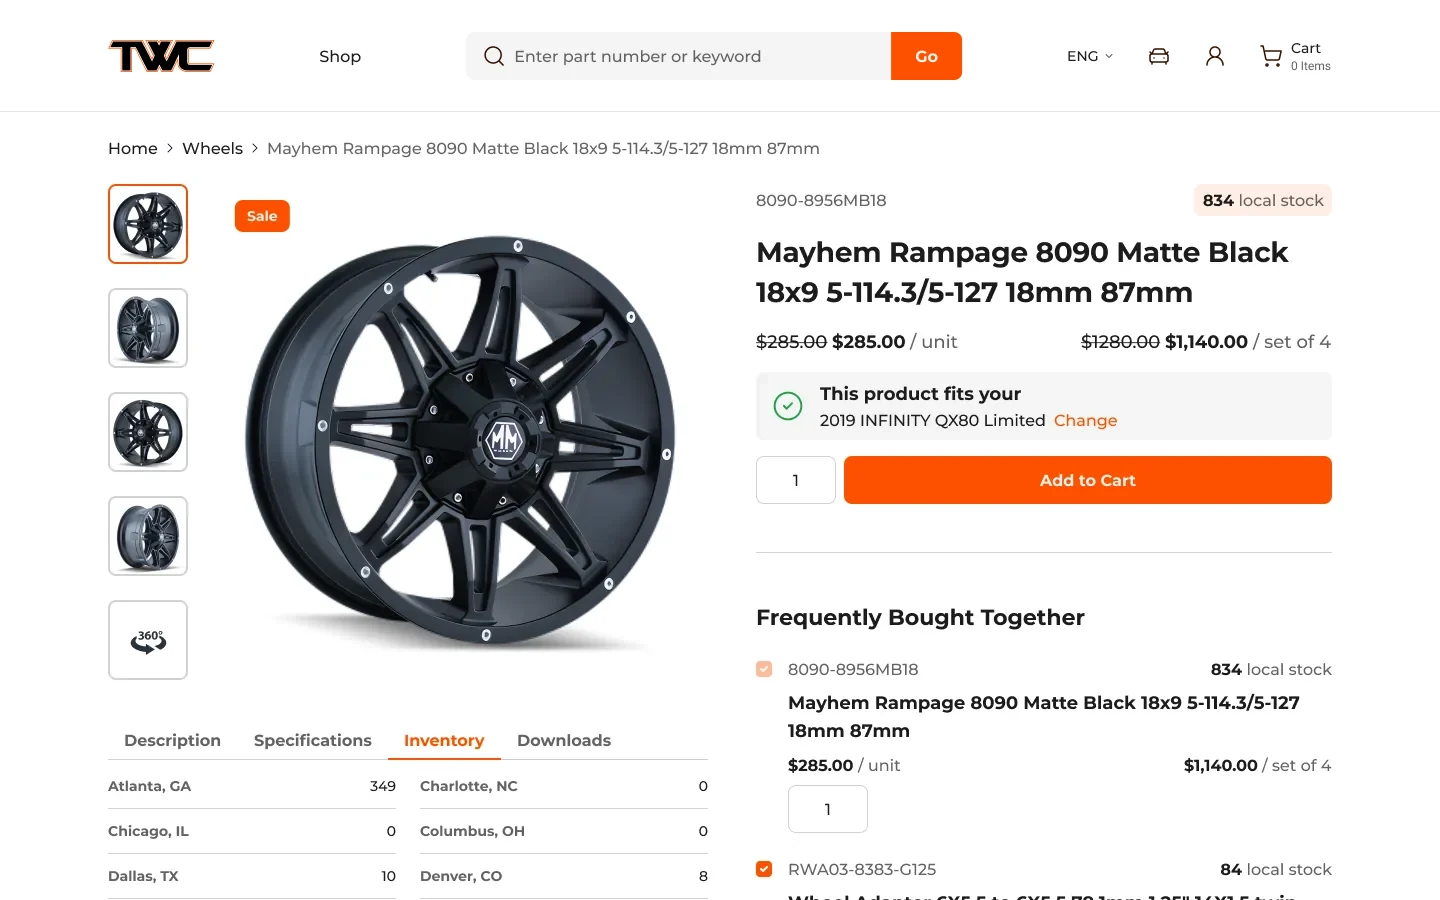 TWC
Shop
Enter part number or keyword
Go
ENG
Cart
0 Items
Home > Wheels > Mayhem Rampage 8090 Matte Black 18x9 5-114.3/5-127 18mm 87mm
Sale
MM
360°
8090-8956MB18
834 local stock
Mayhem Rampage 8090 Matte Black
18x9 5-114.3/5-127 18mm 87mm
$285.00 $285.00 / unit
$1280.00 $1,140.00 / set of 4
This product fits your
2019 INFINITY QX80 Limited Change
1
Add to Cart
Frequently Bought Together
8090-8956MB18
834 local stock
Mayhem Rampage 8090 Matte Black 18x9 5-114.3/5-127
18mm 87mm
$285.00 / unit
$1,140.00 / set of 4
1
RWA03-8383-G125
84 local stock
Description
Specifications
Inventory
Downloads
Atlanta, GA 349
Charlotte, NC 0
Chicago, IL 0
Columbus, OH 0
Dallas, TX 10
Denver, CO 8